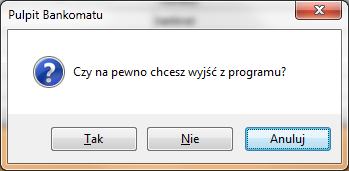 Pulpit Bankomatu
Czy na pewno chcesz wyjść z programu?
Tak
Nie
Anuluj